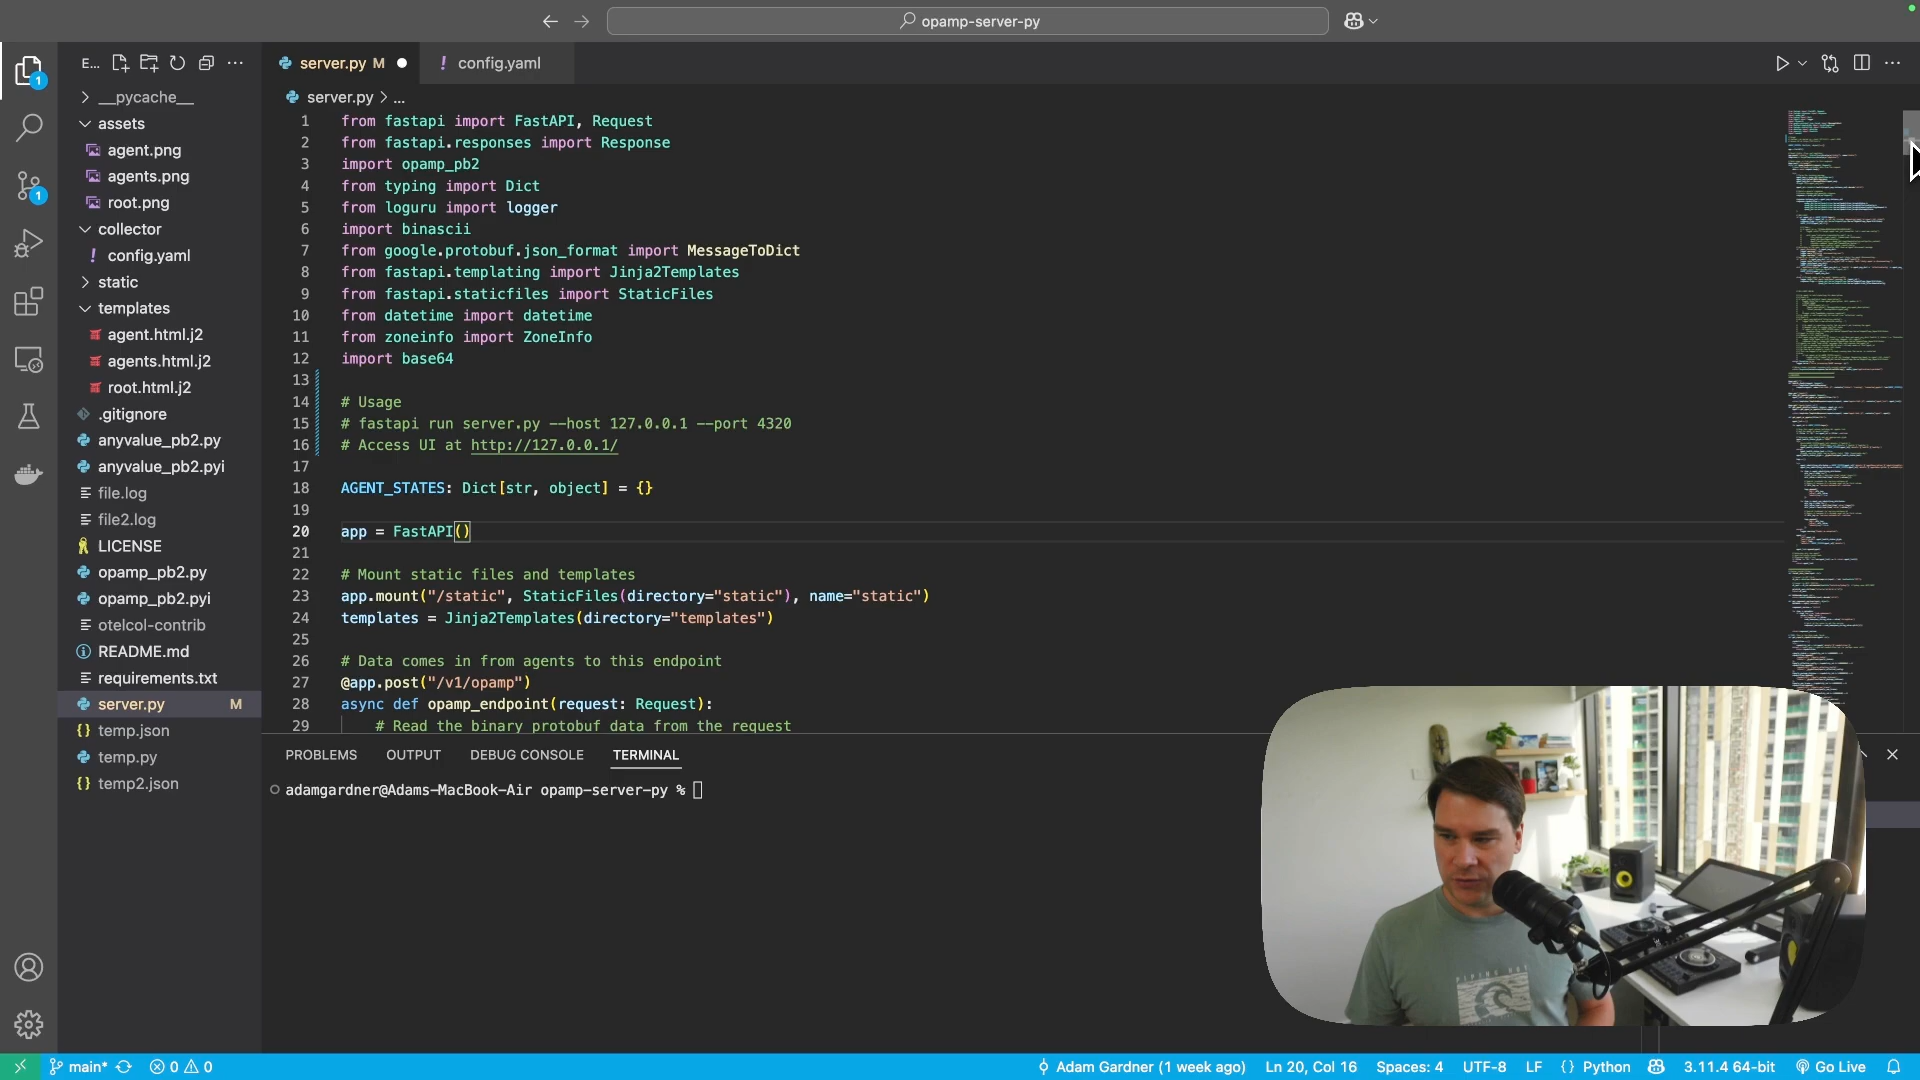 opamp-server-py
E...
server.py M
config.yaml
server.py > ...
__pycache__
assets
agent.png
agents.png
root.png
collector
config.yaml
static
templates
agent.html.j2
agents.html.j2
root.html.j2
.gitignore
anyvalue_pb2.py
anyvalue_pb2.pyi
file.log
file2.log
LICENSE
opamp_pb2.py
opamp_pb2.pyi
otelcol-contrib
README.md
requirements.txt
server.py M
temp.json
temp.py
temp2.json
1
1
1 from fastapi import FastAPI, Request
2 from fastapi.responses import Response
3 import opamp_pb2
4 from typing import Dict
5 from loguru import logger
6 import binascii
7 from google.protobuf.json_format import MessageToDict
8 from fastapi.templating import Jinja2Templates
9 from fastapi.staticfiles import StaticFiles
10 from datetime import datetime
11 from zoneinfo import ZoneInfo
12 import base64
13
14 # Usage
15 # fastapi run server.py --host 127.0.0.1 --port 4320
16 # Access UI at http://127.0.0.1/
17
18 AGENT_STATES: Dict[str, object] = {}
19
20 app = FastAPI()
21
22 # Mount static files and templates
23 app.mount("/static", StaticFiles(directory="static"), name="static")
24 templates = Jinja2Templates(directory="templates")
25
26 # Data comes in from agents to this endpoint
27 @app.post("/v1/opamp")
28 async def opamp_endpoint(request: Request):
29 # Read the binary protobuf data from the request
PROBLEMS OUTPUT DEBUG CONSOLE TERMINAL
adamgardner@Adams-MacBook-Air opamp-server-py %
main* 0 0 Adam Gardner (1 week ago) Ln 20, Col 16 Spaces: 4 UTF-8 LF {} Python 3.11.4 64-bit Go Live